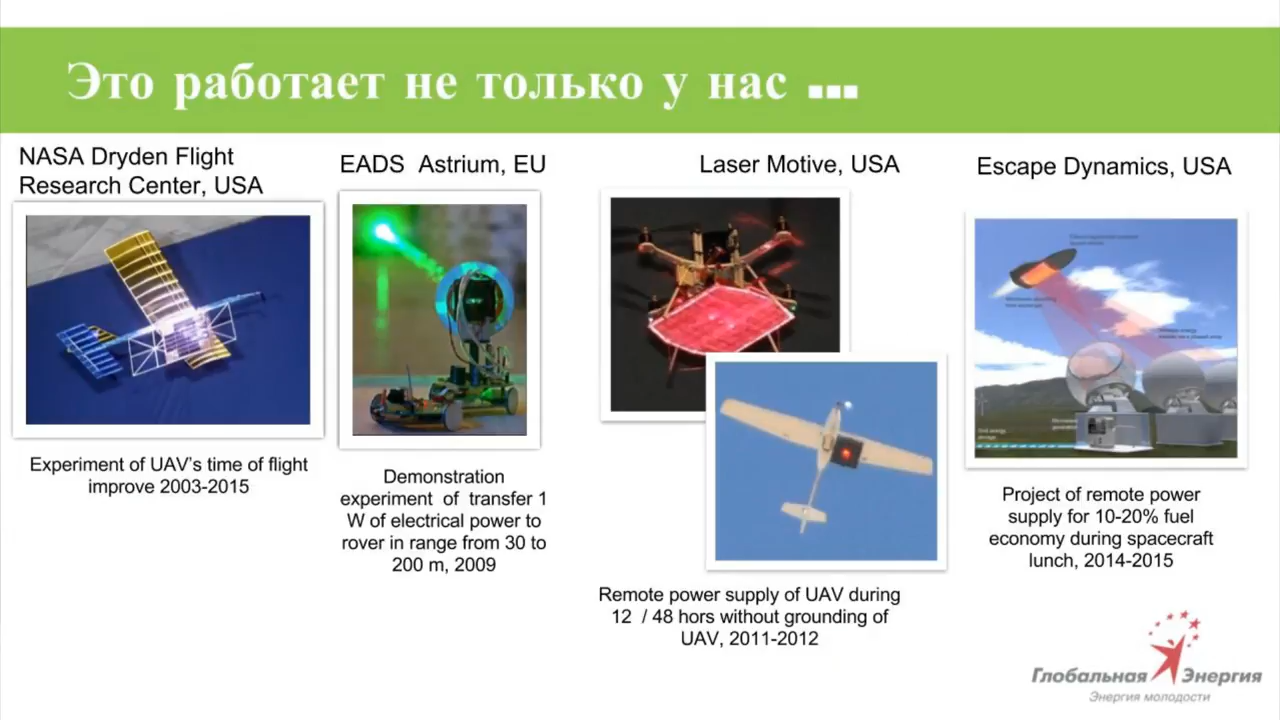 Это работает не только у нас ...
NASA Dryden Flight
Research Center, USA
Experiment of UAV's time of flight
improve 2003-2015
EADS Astrium, EU
Demonstration
experiment of transfer 1
W of electrical power to
rover in range from 30 to
200 m, 2009
Laser Motive, USA
Remote power supply of UAV during
12 / 48 hors without grounding of
UAV, 2011-2012
Escape Dynamics, USA
Project of remote power
supply for 10-20% fuel
economy during spacecraft
lunch, 2014-2015
Глобальная Энергия
Энергия молодости